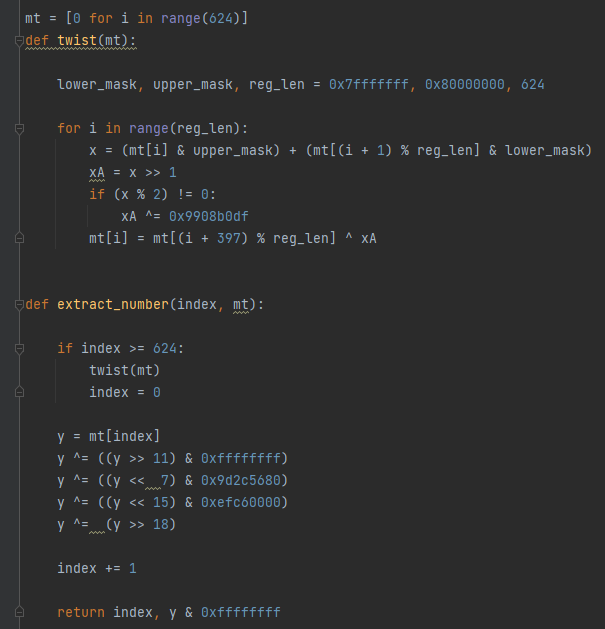 mt = [0 for i in range(624)]
def twist(mt):
    lower_mask, upper_mask, reg_len = 0x7fffffff, 0x80000000, 624
    for i in range(reg_len):
        x = (mt[i] & upper_mask) + (mt[(i + 1) % reg_len] & lower_mask)
        xA = x >> 1
        if (x % 2) != 0:
            xA ^= 0x9908b0df
        mt[i] = mt[(i + 397) % reg_len] ^ xA
def extract_number(index, mt):
    if index >= 624:
        twist(mt)
        index = 0
    y = mt[index]
    y ^= ((y >> 11) & 0xffffffff)
    y ^= ((y <<  7) & 0x9d2c5680)
    y ^= ((y << 15) & 0xefc60000)
    y ^=  (y >> 18)
    index += 1
    return index, y & 0xffffffff